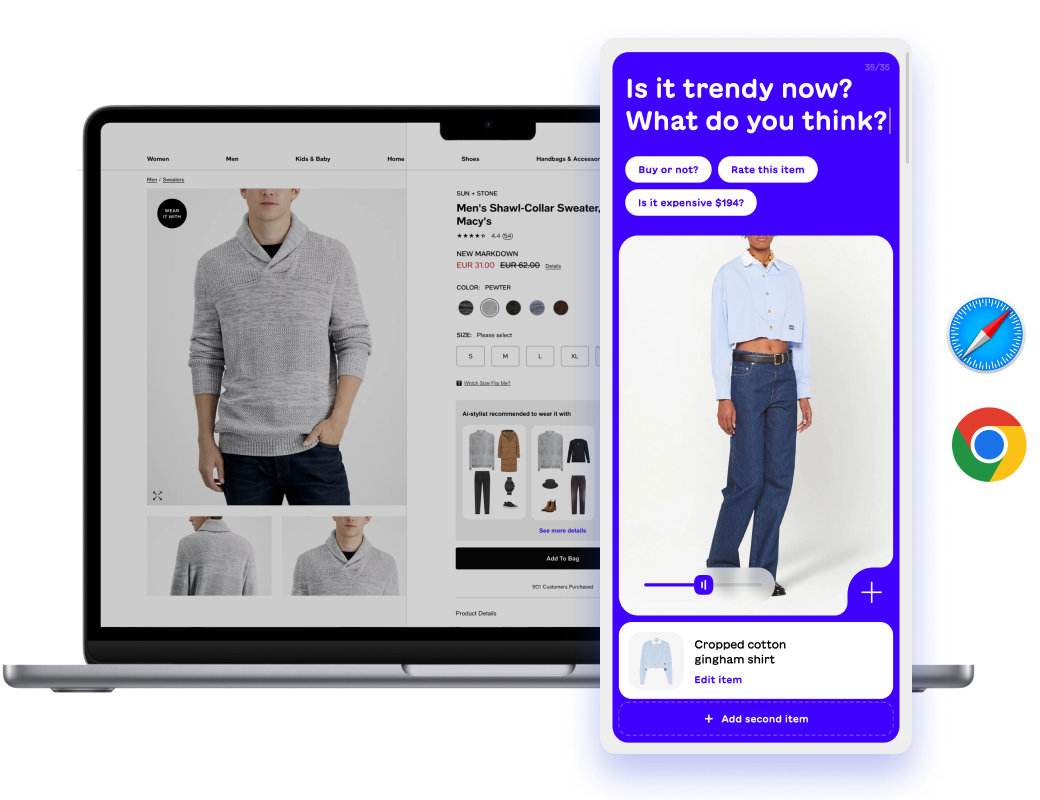 Women
Men
Kids & Baby
Home
Shoes
Handbags & Accessor
Men / Sweaters
WEAR
IT WITH
SUN + STONE
Men's Shawl-Collar Sweater,
Macy's
4.4 (54)
NEW MARKDOWN
EUR 31.00 EUR 62.00 Details
COLOR: PEWTER
SIZE: Please select
S
M
L
XL
Which Size Fits Me?
Ai-stylist recommended to wear it with
See more details
Add To Bag
901 Customers Purchased
Product Details
35/35
Is it trendy now?
What do you think?
Buy or not?
Rate this item
Is it expensive $194?
Cropped cotton
gingham shirt
Edit item
+ Add second item